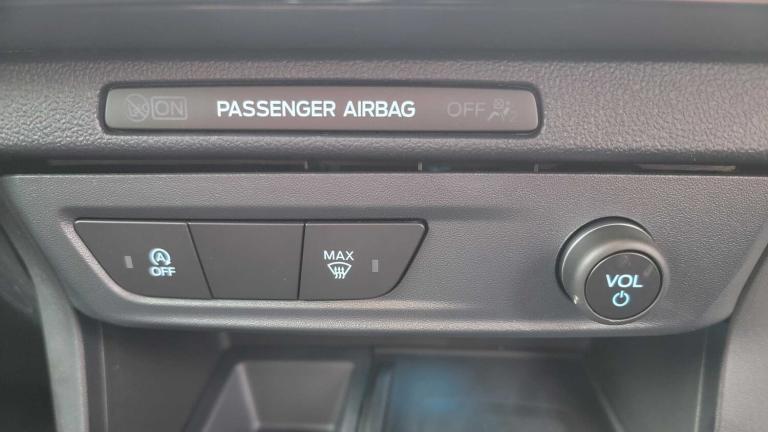 ON PASSENGER AIRBAG OFF
A
OFF
MAX
VOL